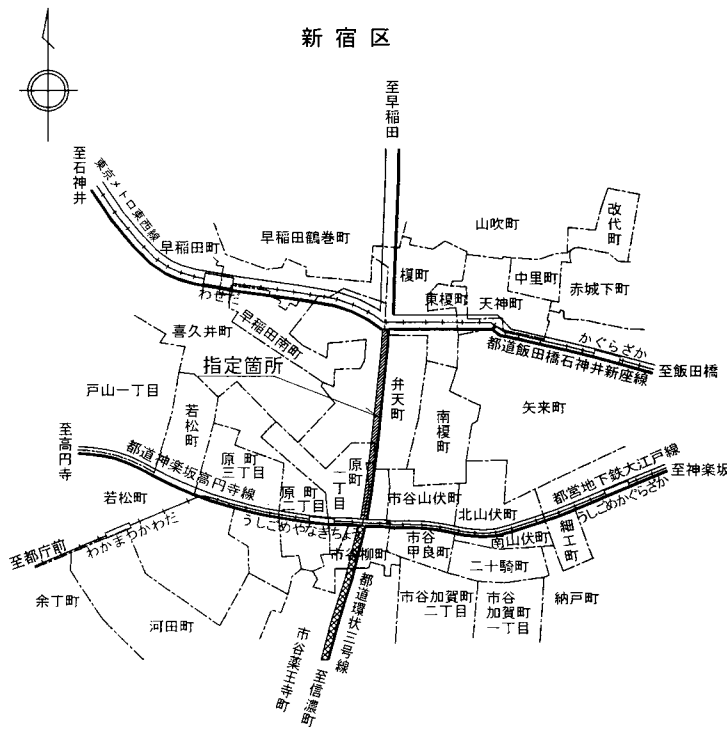 新宿区
至早稲田
至石神井
東京メトロ東西線
改代町
山吹町
早稲田鶴巻町
早稲田町
榎町
中里町
赤城下町
東榎町
天神町
わせだ
喜久井町
早稲田南町
かぐらざか
都道飯田橋石神井新座線
至飯田橋
指定箇所
弁天町
戸山一丁目
矢来町
若松町
南榎町
至高円寺
都道神楽坂高円寺線
原町
三丁目
原町
二丁目
原町
一丁目
市谷山伏町
北山伏町
都営地下鉄大江戸線
至神楽坂
うしごめかぐらざか
若松町
うしごめやなぎちょう
市谷柳町
市谷
甲良町
南山伏町
細工町
わかまつかわだ
至都庁前
二十騎町
余丁町
河田町
都道環状三号線
市谷加賀町
二丁目
市谷
加賀町
一丁目
納戸町
市谷薬王寺町
至信濃町